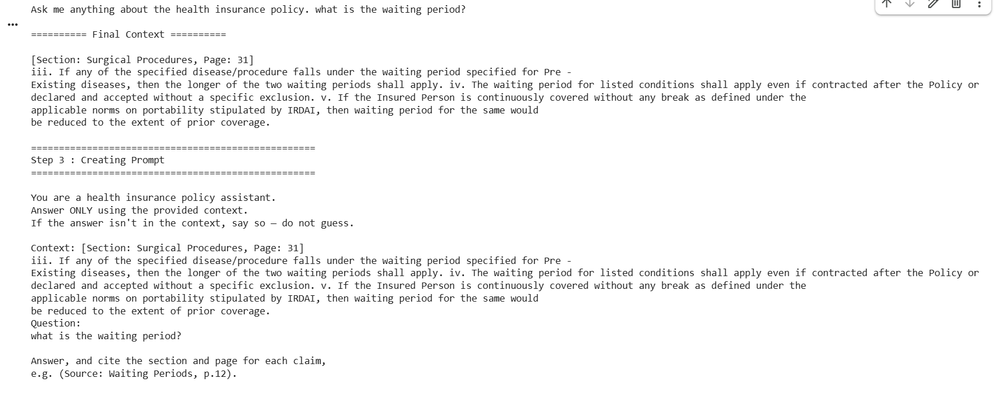 Ask me anything about the health insurance policy. what is the waiting period?
========== Final Context ==========
[Section: Surgical Procedures, Page: 31]
iii. If any of the specified disease/procedure falls under the waiting period specified for Pre -
Existing diseases, then the longer of the two waiting periods shall apply. iv. The waiting period for listed conditions shall apply even if contracted after the Policy or
declared and accepted without a specific exclusion. v. If the Insured Person is continuously covered without any break as defined under the
applicable norms on portability stipulated by IRDAI, then waiting period for the same would
be reduced to the extent of prior coverage.
===================================================
Step 3 : Creating Prompt
===================================================
You are a health insurance policy assistant.
Answer ONLY using the provided context.
If the answer isn't in the context, say so — do not guess.
Context: [Section: Surgical Procedures, Page: 31]
iii. If any of the specified disease/procedure falls under the waiting period specified for Pre -
Existing diseases, then the longer of the two waiting periods shall apply. iv. The waiting period for listed conditions shall apply even if contracted after the Policy or
declared and accepted without a specific exclusion. v. If the Insured Person is continuously covered without any break as defined under the
applicable norms on portability stipulated by IRDAI, then waiting period for the same would
be reduced to the extent of prior coverage.
Question:
what is the waiting period?
Answer, and cite the section and page for each claim,
e.g. (Source: Waiting Periods, p.12).